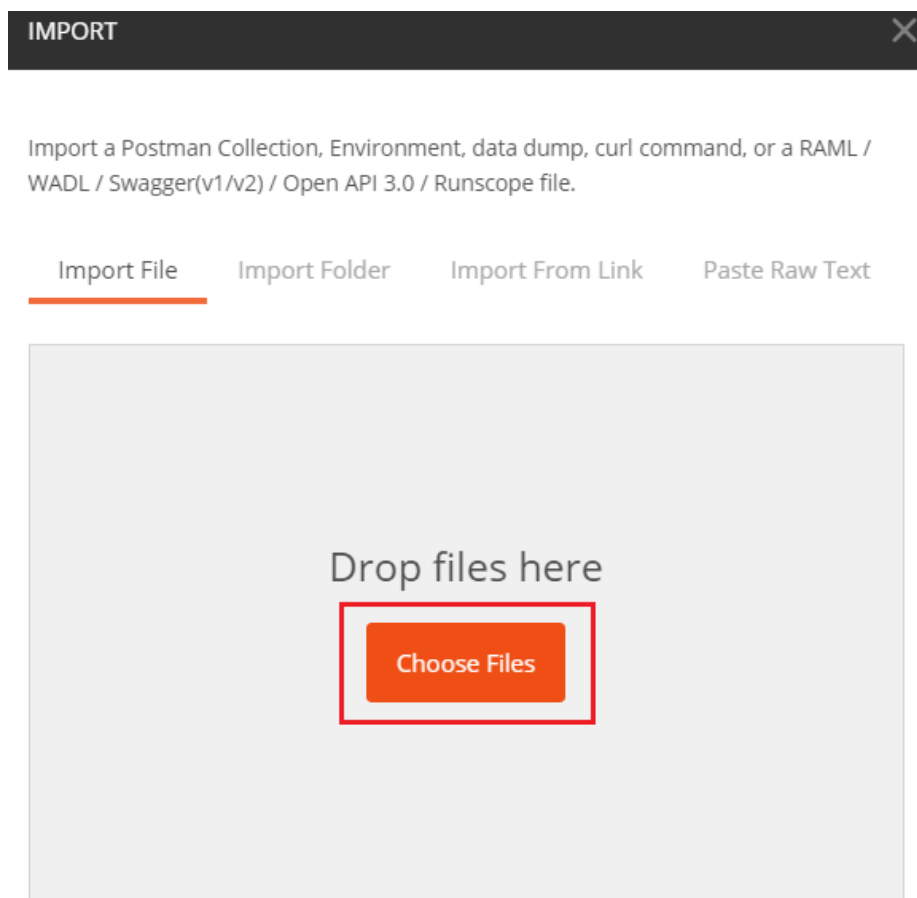 IMPORT
Import a Postman Collection, Environment, data dump, curl command, or a RAML /
WADL / Swagger(v1/v2) / Open API 3.0 / Runscope file.
Import File Import Folder Import From Link Paste Raw Text
Drop files here
Choose Files